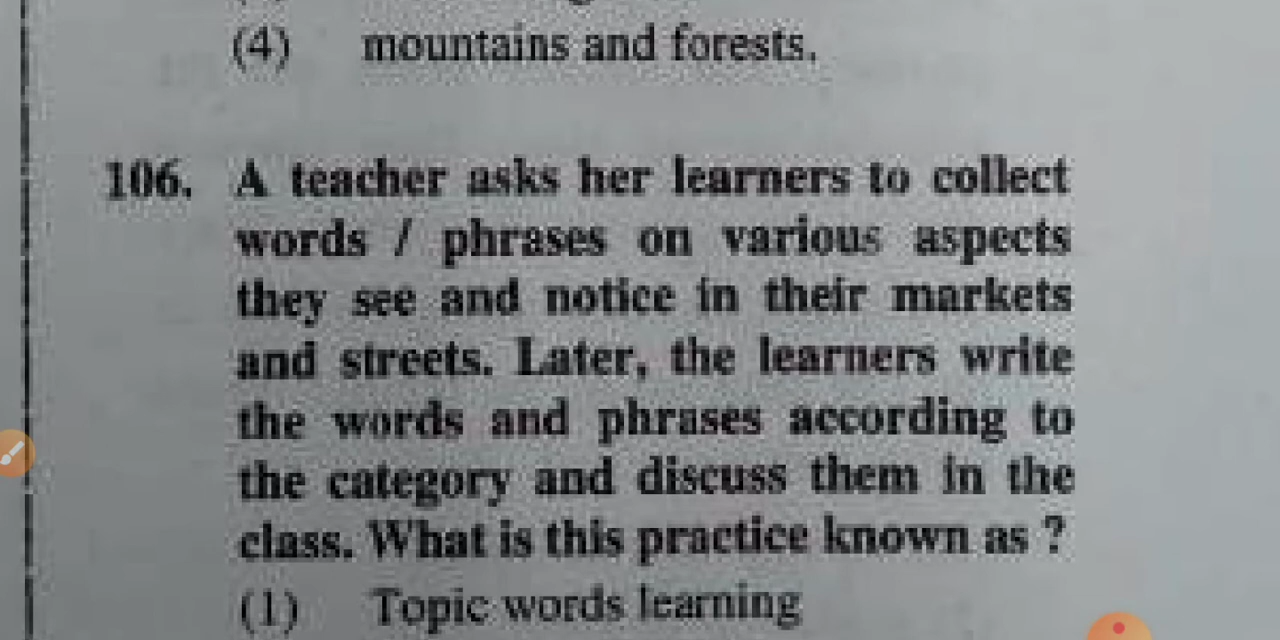 (4) mountains and forests.
106. A teacher asks her learners to collect
words / phrases on various aspects
they see and notice in their markets
and streets. Later, the learners write
the words and phrases according to
the category and discuss them in the
class. What is this practice known as ?
(1) Topic words learning